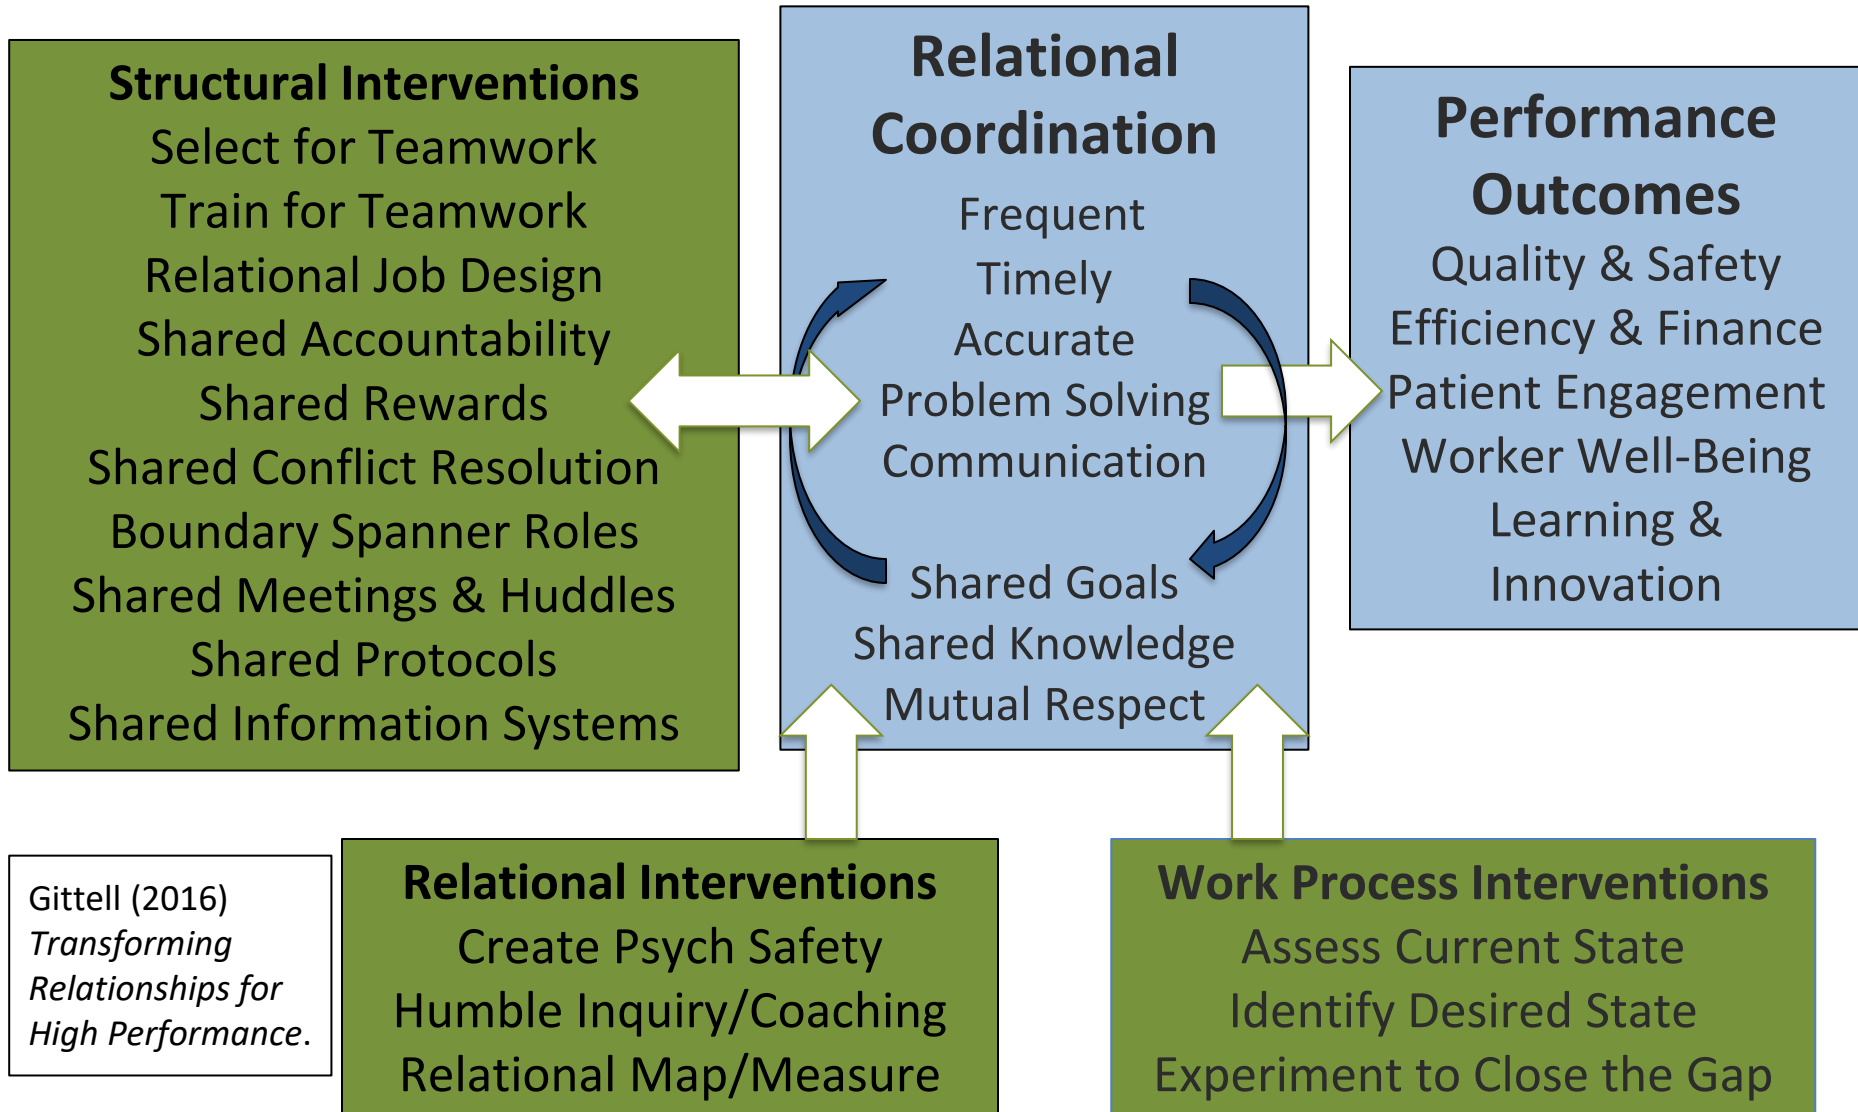 Structural Interventions
Select for Teamwork
Train for Teamwork
Relational Job Design
Shared Accountability
Shared Rewards
Shared Conflict Resolution
Boundary Spanner Roles
Shared Meetings & Huddles
Shared Protocols
Shared Information Systems
Relational
Coordination
Frequent
Timely
Accurate
Problem Solving
Communication
Shared Goals
Shared Knowledge
Mutual Respect
Performance
Outcomes
Quality & Safety
Efficiency & Finance
Patient Engagement
Worker Well-Being
Learning &
Innovation
Gittell (2016)
Transforming
Relationships for
High Performance.
Relational Interventions
Create Psych Safety
Humble Inquiry/Coaching
Relational Map/Measure
Work Process Interventions
Assess Current State
Identify Desired State
Experiment to Close the Gap